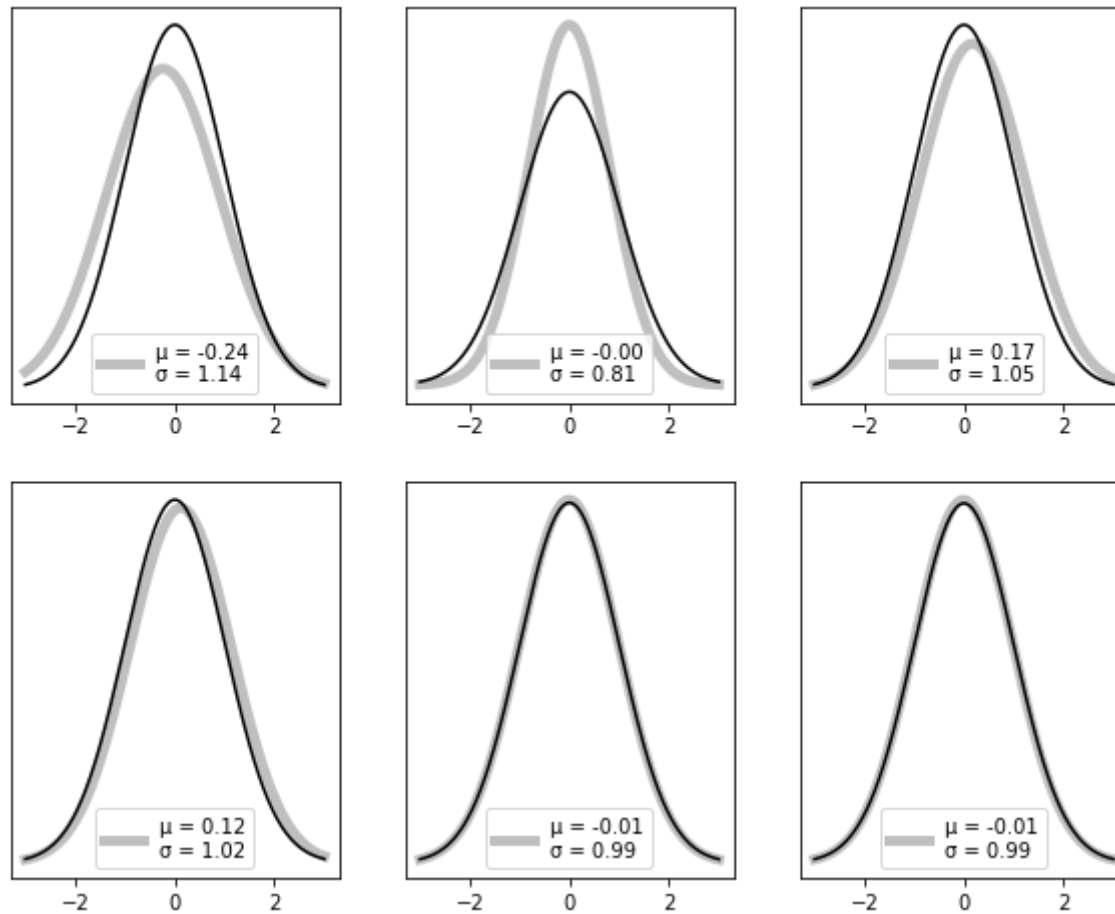 μ = -0.24
σ = 1.14
μ = -0.00
σ = 0.81
μ = 0.17
σ = 1.05
−2 0 2
−2 0 2
−2 0 2
μ = 0.12
σ = 1.02
μ = -0.01
σ = 0.99
μ = -0.01
σ = 0.99
−2 0 2
−2 0 2
−2 0 2